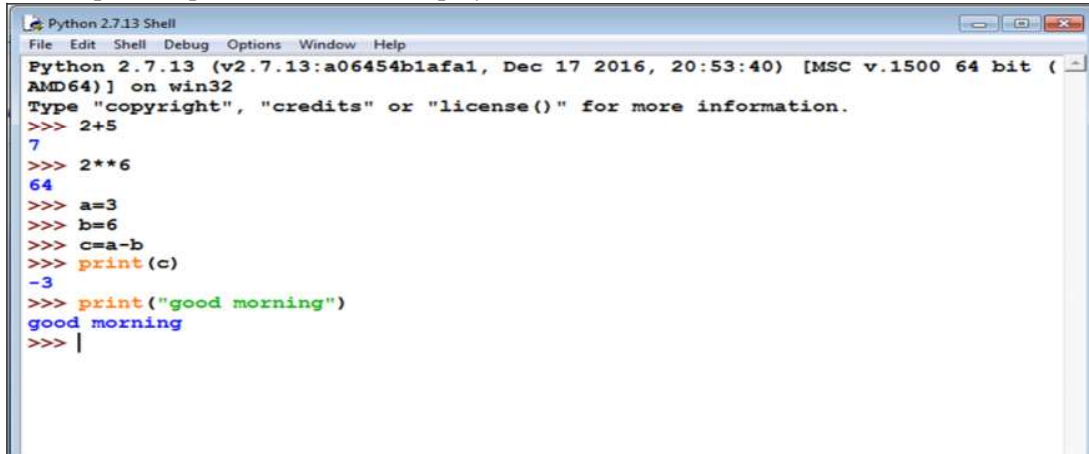 Python 2.7.13 Shell
File Edit Shell Debug Options Window Help
Python 2.7.13 (v2.7.13:a06454b1afa1, Dec 17 2016, 20:53:40) [MSC v.1500 64 bit (
AMD64)] on win32
Type "copyright", "credits" or "license()" for more information.
>>> 2+5
7
>>> 2**6
64
>>> a=3
>>> b=6
>>> c=a-b
>>> print(c)
-3
>>> print("good morning")
good morning
>>>